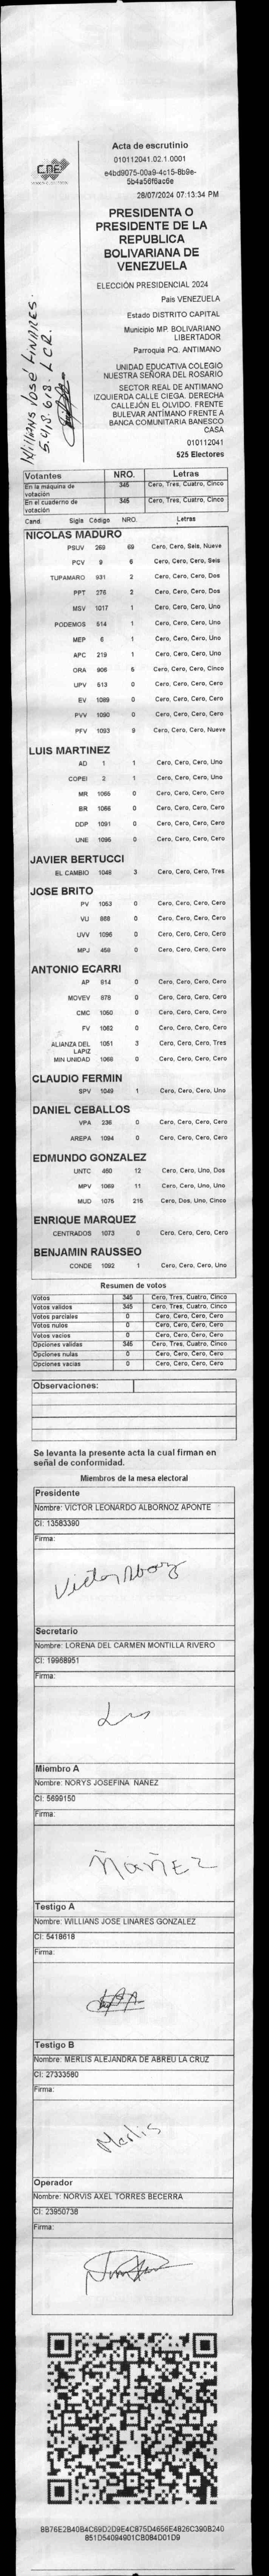 Acta de escrutinio
010112041.02.1.0001
e4bd9075-00a9-4c15-8b9e-
5b4a56f6ac6e
28/07/2024 07:13:34 PM
CNE
PRESIDENTA O
PRESIDENTE DE LA
REPUBLICA
BOLIVARIANA DE
VENEZUELA
ELECCIÓN PRESIDENCIAL 2024
Pais VENEZUELA
Estado DISTRITO CAPITAL
Municipio MP. BOLIVARIANO
LIBERTADOR
Parroquia PQ. ANTIMANO
UNIDAD EDUCATIVA COLEGIO
NUESTRA SEÑORA DEL ROSARIO
SECTOR REAL DE ANTIMANO
IZQUIERDA CALLE CIEGA. DERECHA
CALLEJÓN EL OLVIDO. FRENTE
BULEVAR ANTÍMANO FRENTE A
BANCA COMUNITARIA BANESCO
CASA
010112041
525 Electores
Willians José LINARES.
5.418.618 LCR.
Votantes NRO. Letras
En la máquina de votación 345 Cero, Tres, Cuatro, Cinco
En el cuaderno de votación 345 Cero, Tres, Cuatro, Cinco
Cand. Sigla Código NRO. Letras
NICOLAS MADURO
PSUV 269 69 Cero, Cero, Seis, Nueve
PCV 9 6 Cero, Cero, Cero, Seis
TUPAMARO 931 2 Cero, Cero, Cero, Dos
PPT 276 2 Cero, Cero, Cero, Dos
MSV 1017 1 Cero, Cero, Cero, Uno
PODEMOS 514 1 Cero, Cero, Cero, Uno
MEP 6 1 Cero, Cero, Cero, Uno
APC 219 1 Cero, Cero, Cero, Uno
ORA 906 5 Cero, Cero, Cero, Cinco
UPV 513 0 Cero, Cero, Cero, Cero
EV 1089 0 Cero, Cero, Cero, Cero
PVV 1090 0 Cero, Cero, Cero, Cero
PFV 1093 9 Cero, Cero, Cero, Nueve
LUIS MARTINEZ
AD 1 1 Cero, Cero, Cero, Uno
COPEI 2 1 Cero, Cero, Cero, Uno
MR 1065 0 Cero, Cero, Cero, Cero
BR 1066 0 Cero, Cero, Cero, Cero
DDP 1091 0 Cero, Cero, Cero, Cero
UNE 1095 0 Cero, Cero, Cero, Cero
JAVIER BERTUCCI
EL CAMBIO 1048 3 Cero, Cero, Cero, Tres
JOSE BRITO
PV 1053 0 Cero, Cero, Cero, Cero
VU 868 0 Cero, Cero, Cero, Cero
UVV 1096 0 Cero, Cero, Cero, Cero
MPJ 458 0 Cero, Cero, Cero, Cero
ANTONIO ECARRI
AP 814 0 Cero, Cero, Cero, Cero
MOVEV 878 0 Cero, Cero, Cero, Cero
CMC 1050 0 Cero, Cero, Cero, Cero
FV 1062 0 Cero, Cero, Cero, Cero
ALIANZA DEL LAPIZ 1051 3 Cero, Cero, Cero, Tres
MIN UNIDAD 1068 0 Cero, Cero, Cero, Cero
CLAUDIO FERMIN
SPV 1049 1 Cero, Cero, Cero, Uno
DANIEL CEBALLOS
VPA 236 0 Cero, Cero, Cero, Cero
AREPA 1094 0 Cero, Cero, Cero, Cero
EDMUNDO GONZALEZ
UNTC 460 12 Cero, Cero, Uno, Dos
MPV 1069 11 Cero, Cero, Uno, Uno
MUD 1075 215 Cero, Dos, Uno, Cinco
ENRIQUE MARQUEZ
CENTRADOS 1073 0 Cero, Cero, Cero, Cero
BENJAMIN RAUSSEO
CONDE 1092 1 Cero, Cero, Cero, Uno
Resumen de votos
Votos 345 Cero, Tres, Cuatro, Cinco
Votos validos 345 Cero, Tres, Cuatro, Cinco
Votos parciales 0 Cero, Cero, Cero, Cero
Votos nulos 0 Cero, Cero, Cero, Cero
Votos vacios 0 Cero, Cero, Cero, Cero
Opciones validas 345 Cero, Tres, Cuatro, Cinco
Opciones nulas 0 Cero, Cero, Cero, Cero
Opciones vacias 0 Cero, Cero, Cero, Cero
Observaciones:
Se levanta la presente acta la cual firman en
señal de conformidad.
Miembros de la mesa electoral
Presidente
Nombre: VICTOR LEONARDO ALBORNOZ APONTE
CI: 13583390
Firma:
Victor Alboroz
Secretario
Nombre: LORENA DEL CARMEN MONTILLA RIVERO
CI: 19958951
Firma:
Miembro A
Nombre: NORYS JOSEFINA ÑAÑEZ
CI: 5699150
Firma:
ÑañEZ
Testigo A
Nombre: WILLIANS JOSE LINARES GONZALEZ
CI: 5418618
Firma:
Testigo B
Nombre: MERLIS ALEJANDRA DE ABREU LA CRUZ
CI: 27333580
Firma:
Merlis
Operador
Nombre: NORVIS AXEL TORRES BECERRA
CI: 23950738
Firma:
8B76E2B40B4C69D2D9E4C875D4656E4826C390B240
851D54094901CB084D01D9